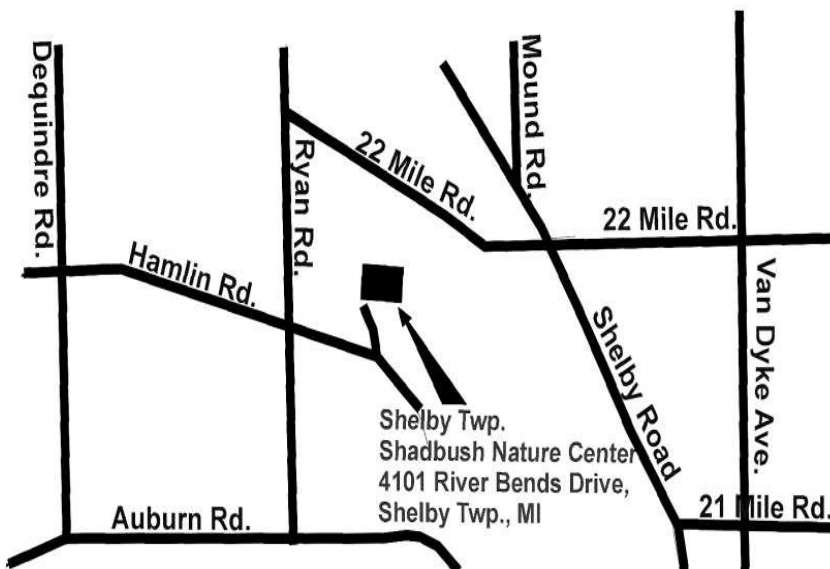 Dequindre Rd.
Ryan Rd.
22 Mile Rd.
Mound Rd.
22 Mile Rd.
Hamlin Rd.
Shelby Road
Van Dyke Ave.
Shelby Twp.
Shadbush Nature Center
4101 River Bends Drive,
Shelby Twp., MI
Auburn Rd.
21 Mile Rd.